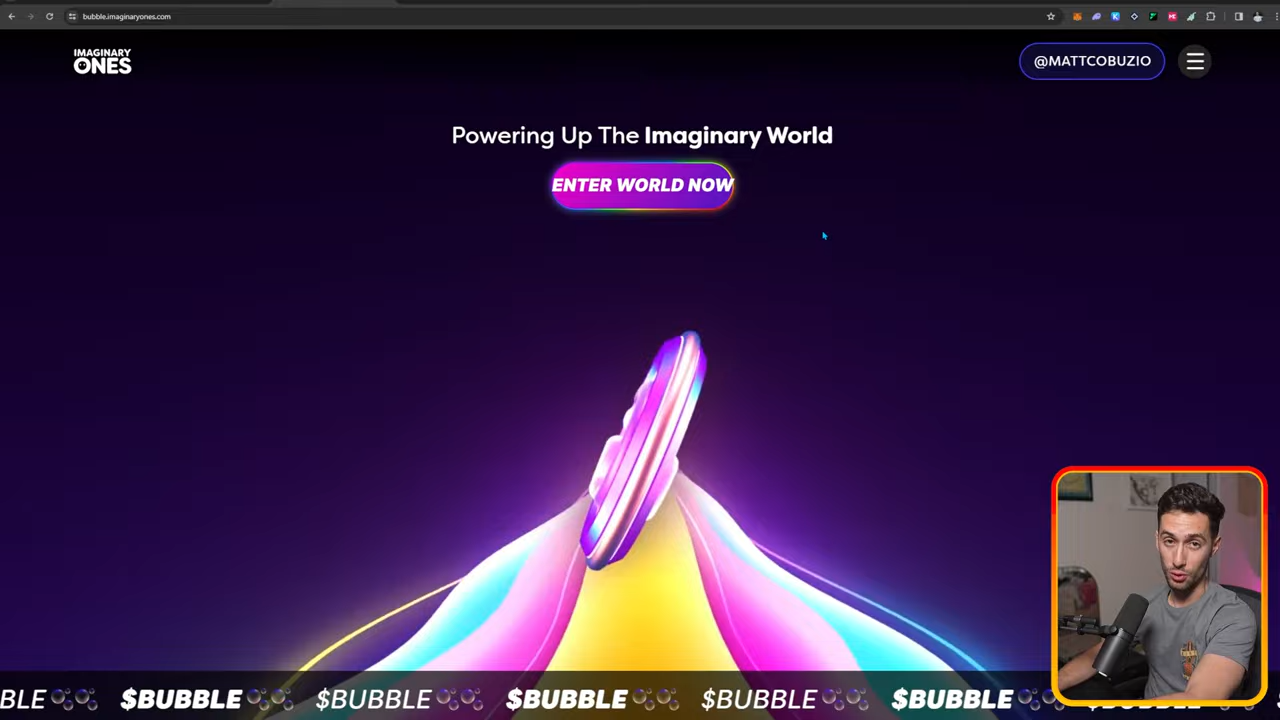 bubble.imaginaryones.com
IMAGINARY
ONES
@MATTCOBUZIO
Powering Up The Imaginary World
ENTER WORLD NOW
BLE $BUBBLE $BUBBLE $BUBBLE $BUBBLE $BUBBLE $BUBBLE